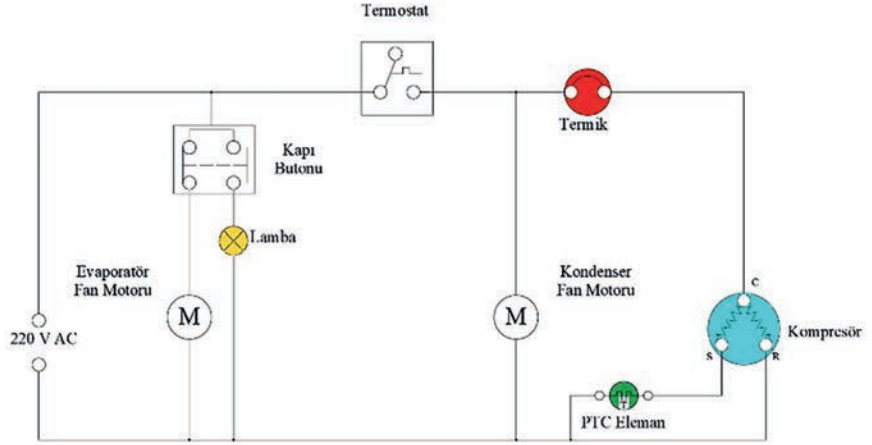 Termostat
Termik
Kapı
Butonu
Lamba
Evaporatör
Fan Motoru
M
Kondenser
Fan Motoru
M
C
S
R
Kompresör
220 V AC
PTC Eleman